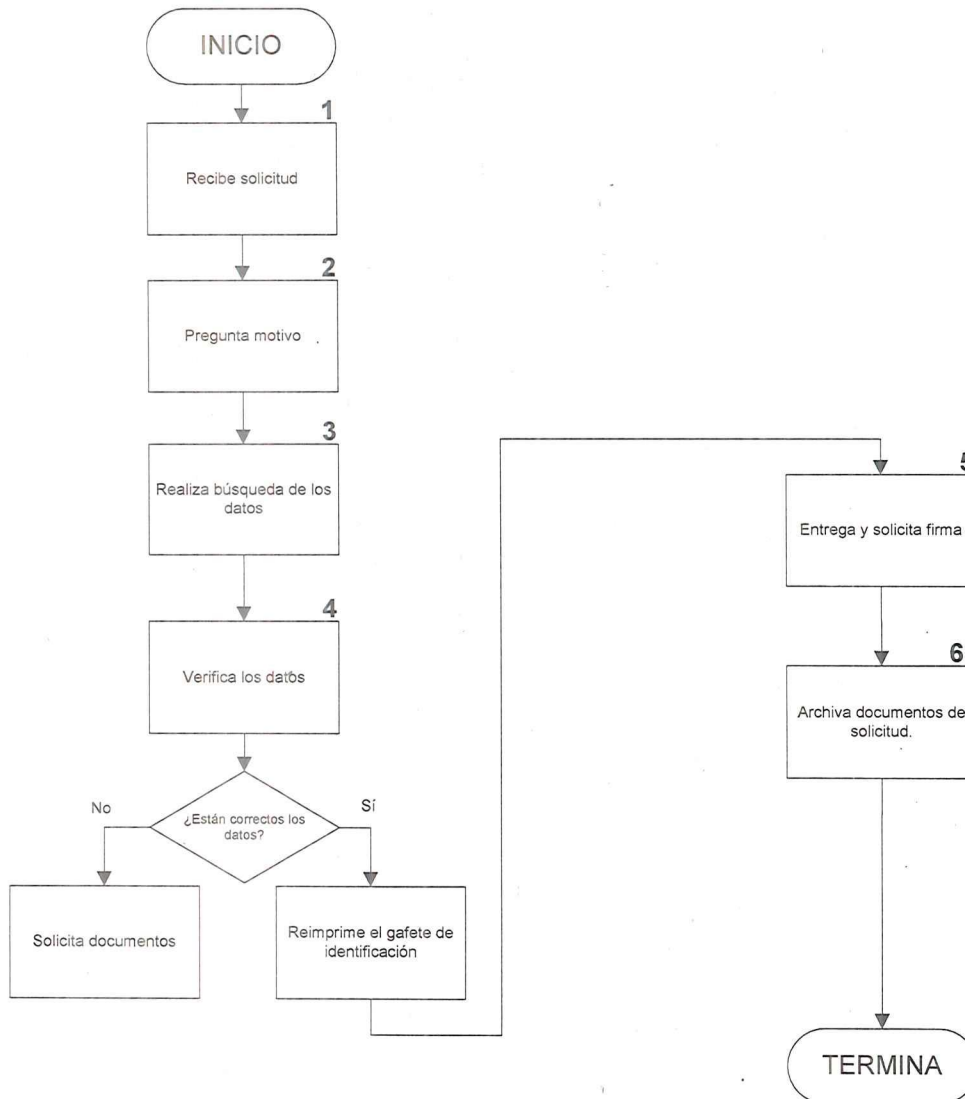 INICIO
1
Recibe solicitud
2
Pregunta motivo
3
Realiza búsqueda de los
datos
4
Verifica los datos
¿Están correctos los
datos?
No
Sí
Solicita documentos
Reimprime el gafete de
identificación
5
Entrega y solicita firma
6
Archiva documentos de
solicitud.
TERMINA